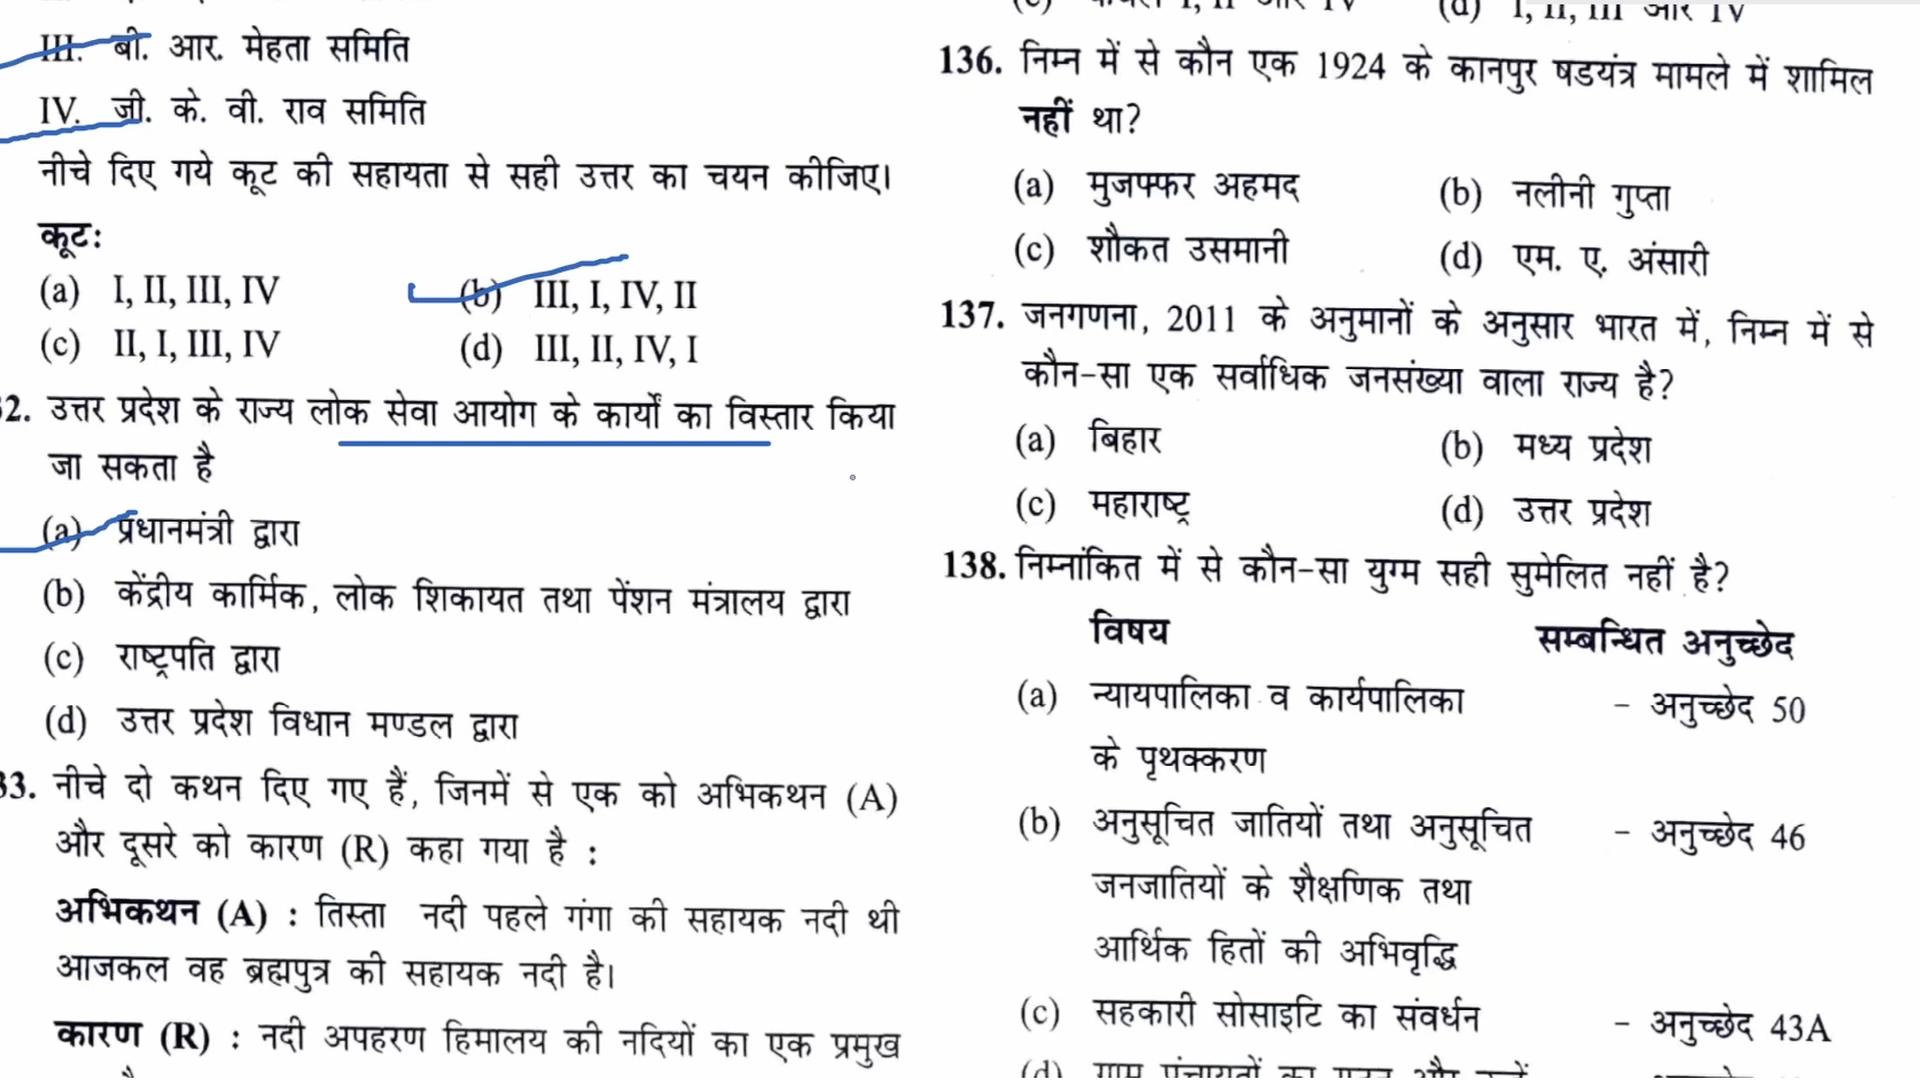 III. बी. आर. मेहता समिति
IV. जी. के. वी. राव समिति
नीचे दिए गये कूट की सहायता से सही उत्तर का चयन कीजिए।
कूटः
(a) I, II, III, IV (b) III, I, IV, II
(c) II, I, III, IV (d) III, II, IV, I
32. उत्तर प्रदेश के राज्य लोक सेवा आयोग के कार्यों का विस्तार किया
जा सकता है
(a) प्रधानमंत्री द्वारा
(b) केंद्रीय कार्मिक, लोक शिकायत तथा पेंशन मंत्रालय द्वारा
(c) राष्ट्रपति द्वारा
(d) उत्तर प्रदेश विधान मण्डल द्वारा
33. नीचे दो कथन दिए गए हैं, जिनमें से एक को अभिकथन (A)
और दूसरे को कारण (R) कहा गया है :
अभिकथन (A) : तिस्ता नदी पहले गंगा की सहायक नदी थी
आजकल वह ब्रह्मपुत्र की सहायक नदी है।
कारण (R) : नदी अपहरण हिमालय की नदियों का एक प्रमुख
(d) I, II, III और IV
136. निम्न में से कौन एक 1924 के कानपुर षडयंत्र मामले में शामिल
नहीं था?
(a) मुजफ्फर अहमद (b) नलीनी गुप्ता
(c) शौकत उसमानी (d) एम. ए. अंसारी
137. जनगणना, 2011 के अनुमानों के अनुसार भारत में, निम्न में से
कौन-सा एक सर्वाधिक जनसंख्या वाला राज्य है?
(a) बिहार (b) मध्य प्रदेश
(c) महाराष्ट्र (d) उत्तर प्रदेश
138. निम्नांकित में से कौन-सा युग्म सही सुमेलित नहीं है?
विषय सम्बन्धित अनुच्छेद
(a) न्यायपालिका व कार्यपालिका - अनुच्छेद 50
के पृथक्करण
(b) अनुसूचित जातियों तथा अनुसूचित - अनुच्छेद 46
जनजातियों के शैक्षणिक तथा
आर्थिक हितों की अभिवृद्धि
(c) सहकारी सोसाइटि का संवर्धन - अनुच्छेद 43A
(d) ग्राम पंचायतों का गठन और